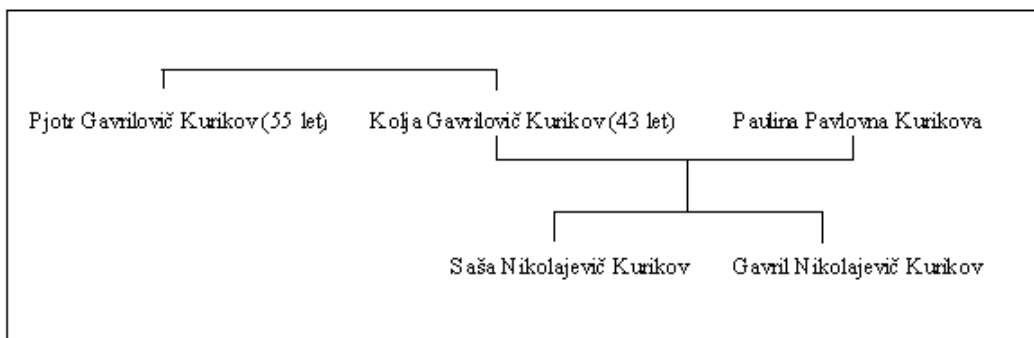 Pjotr Gavrilovič Kurikov (55 let) Kolja Gavrilovič Kurikov (43 let) Paulina Pavlovna Kurikova
Saša Nikolajevič Kurikov Gavril Nikolajevič Kurikov